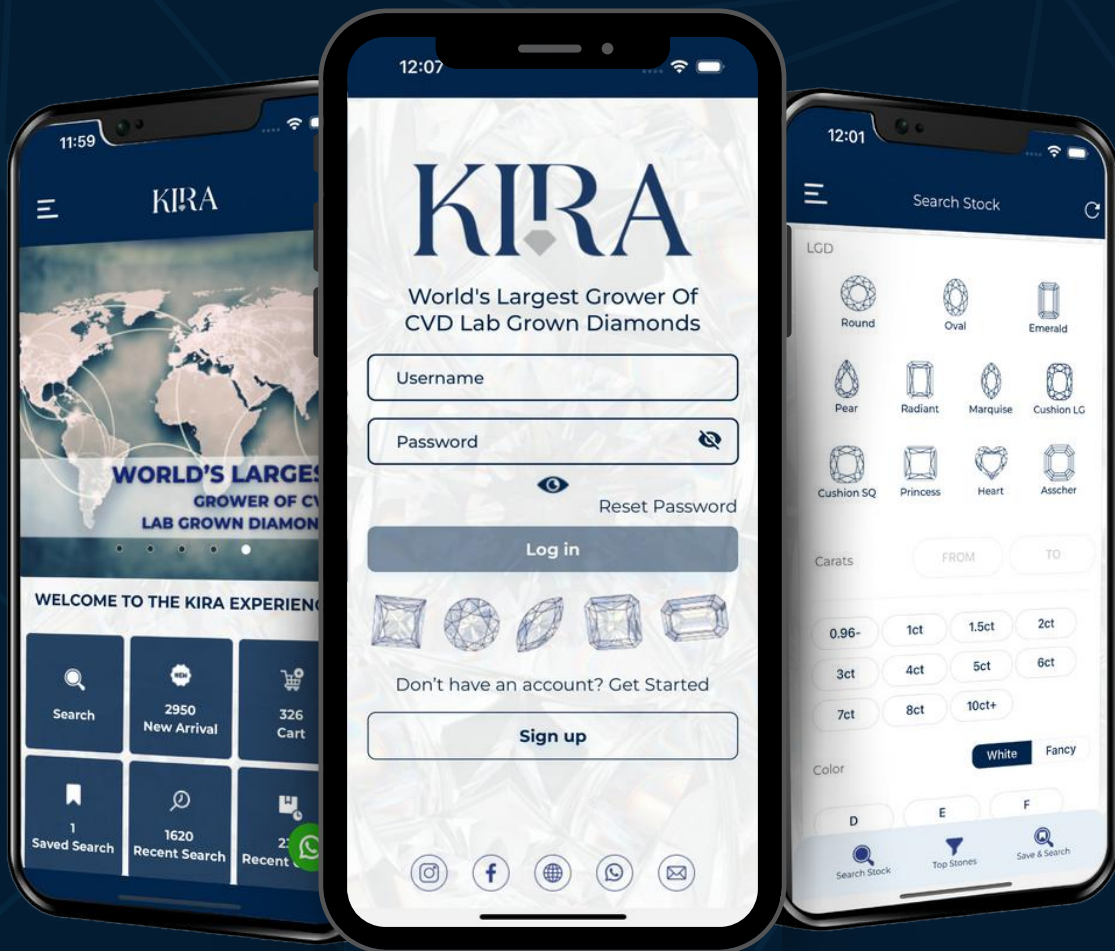 11:59
KIRA
WORLD'S LARGES
GROWER OF CV
LAB GROWN DIAMON
WELCOME TO THE KIRA EXPERIENC
Search
2950
New Arrival
326
Cart
1
Saved Search
1620
Recent Search
Recent
12:07
KIRA
World's Largest Grower Of
CVD Lab Grown Diamonds
Username
Password
Reset Password
Log in
Don't have an account? Get Started
Sign up
12:01
Search Stock
LGD
Round
Oval
Emerald
Pear
Radiant
Marquise
Cushion LG
Cushion SQ
Princess
Heart
Asscher
Carats
FROM
TO
0.96-
1ct
1.5ct
2ct
3ct
4ct
5ct
6ct
7ct
8ct
10ct+
Color
White
Fancy
D
E
F
Search Stock
Top Stones
Save & Search